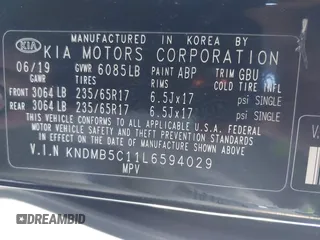 MANUFACTURED IN KOREA BY
KIA KIA MOTORS CORPORATION
06/19 GVWR 6085LB PAINT ABP TRIM GBU
GAWR TIRES RIMS COLD TIRE INFL
FRONT 3064 LB 235/65R17 6.5Jx17 psi SINGLE
REAR 3064 LB 235/65R17 6.5Jx17 psi SINGLE
THIS VEHICLE CONFORMS TO ALL APPLICABLE U.S.
FEDERAL MOTOR VEHICLE SAFETY STANDARDS IN
EFFECT ON THE DATE OF MANUFACTURE SHOWN ABOVE.
V.I.N KNDMB5C11L6594029
MPV
DREAMBID